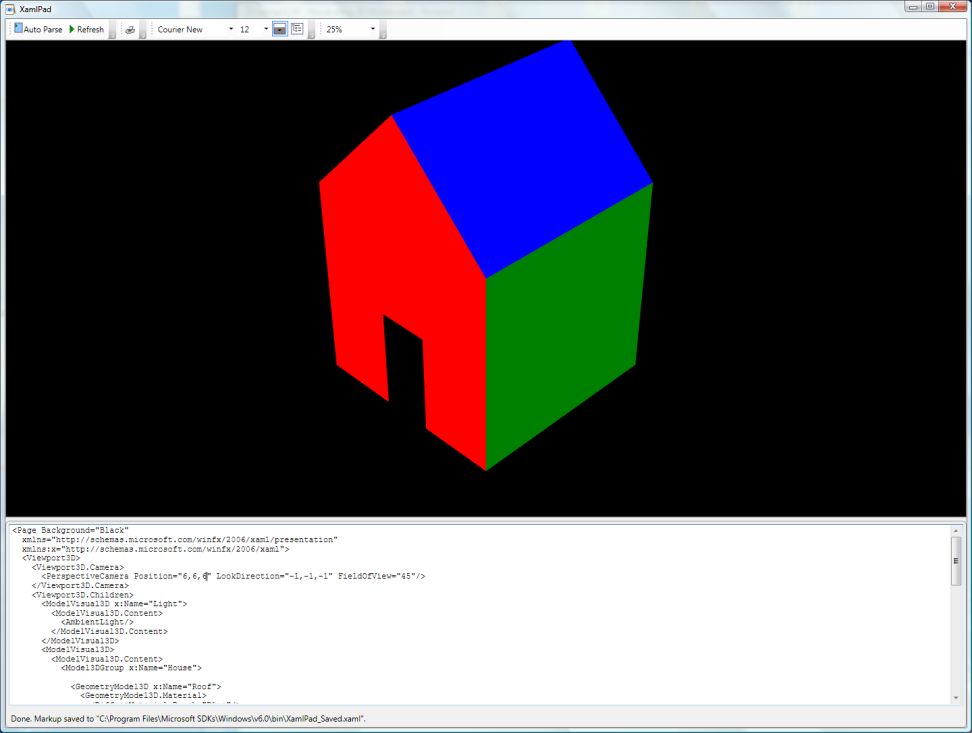 XamlPad
Auto Parse Refresh Courier New 12 25%
<Page Background="Black"
xmlns="http://schemas.microsoft.com/winfx/2006/xaml/presentation"
xmlns:x="http://schemas.microsoft.com/winfx/2006/xaml">
<Viewport3D>
<Viewport3D.Camera>
<PerspectiveCamera Position="6,6,6" LookDirection="-1,-1,-1" FieldOfView="45"/>
</Viewport3D.Camera>
<Viewport3D.Children>
<ModelVisual3D x:Name="Light">
<ModelVisual3D.Content>
<AmbientLight/>
</ModelVisual3D.Content>
</ModelVisual3D>
<ModelVisual3D>
<ModelVisual3D.Content>
<Model3DGroup x:Name="House">
<GeometryModel3D x:Name="Roof">
<GeometryModel3D.Material>
Done. Markup saved to "C:\Program Files\Microsoft SDKs\Windows\v6.0\bin\XamlPad_Saved.xaml".